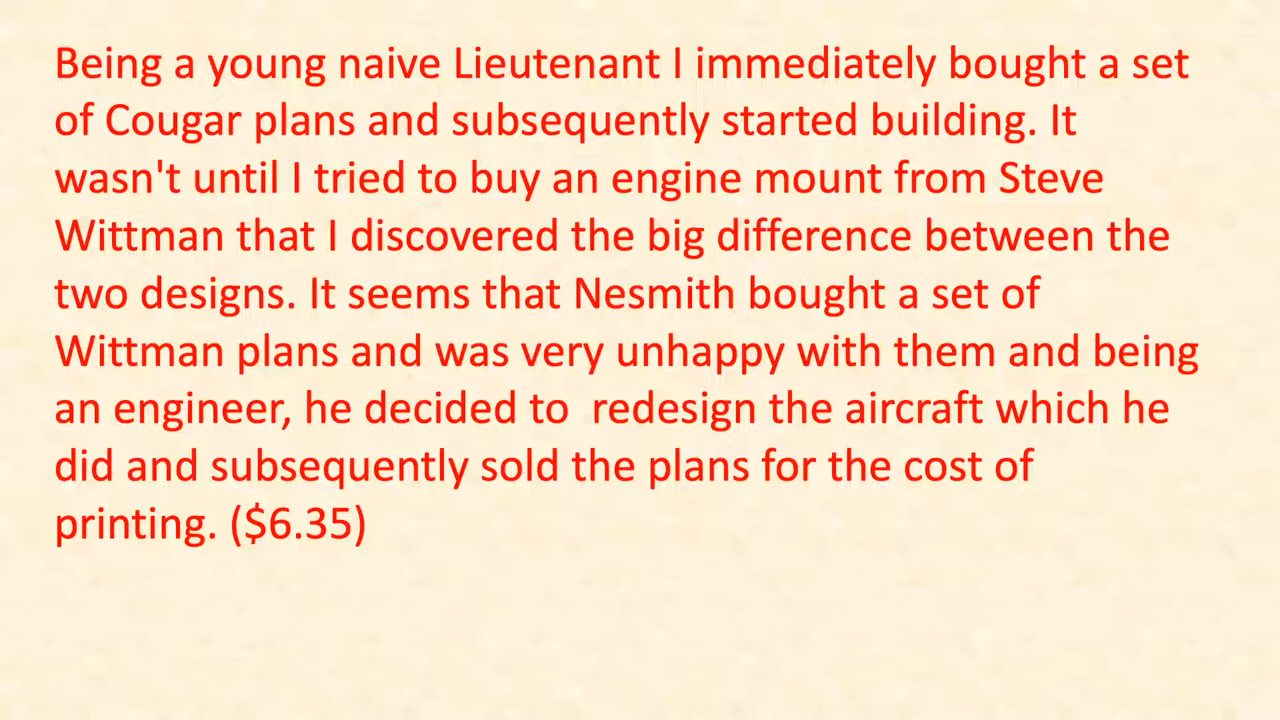 Being a young naive Lieutenant I immediately bought a set
of Cougar plans and subsequently started building. It
wasn't until I tried to buy an engine mount from Steve
Wittman that I discovered the big difference between the
two designs. It seems that Nesmith bought a set of
Wittman plans and was very unhappy with them and being
an engineer, he decided to  redesign the aircraft which he
did and subsequently sold the plans for the cost of
printing. ($6.35)